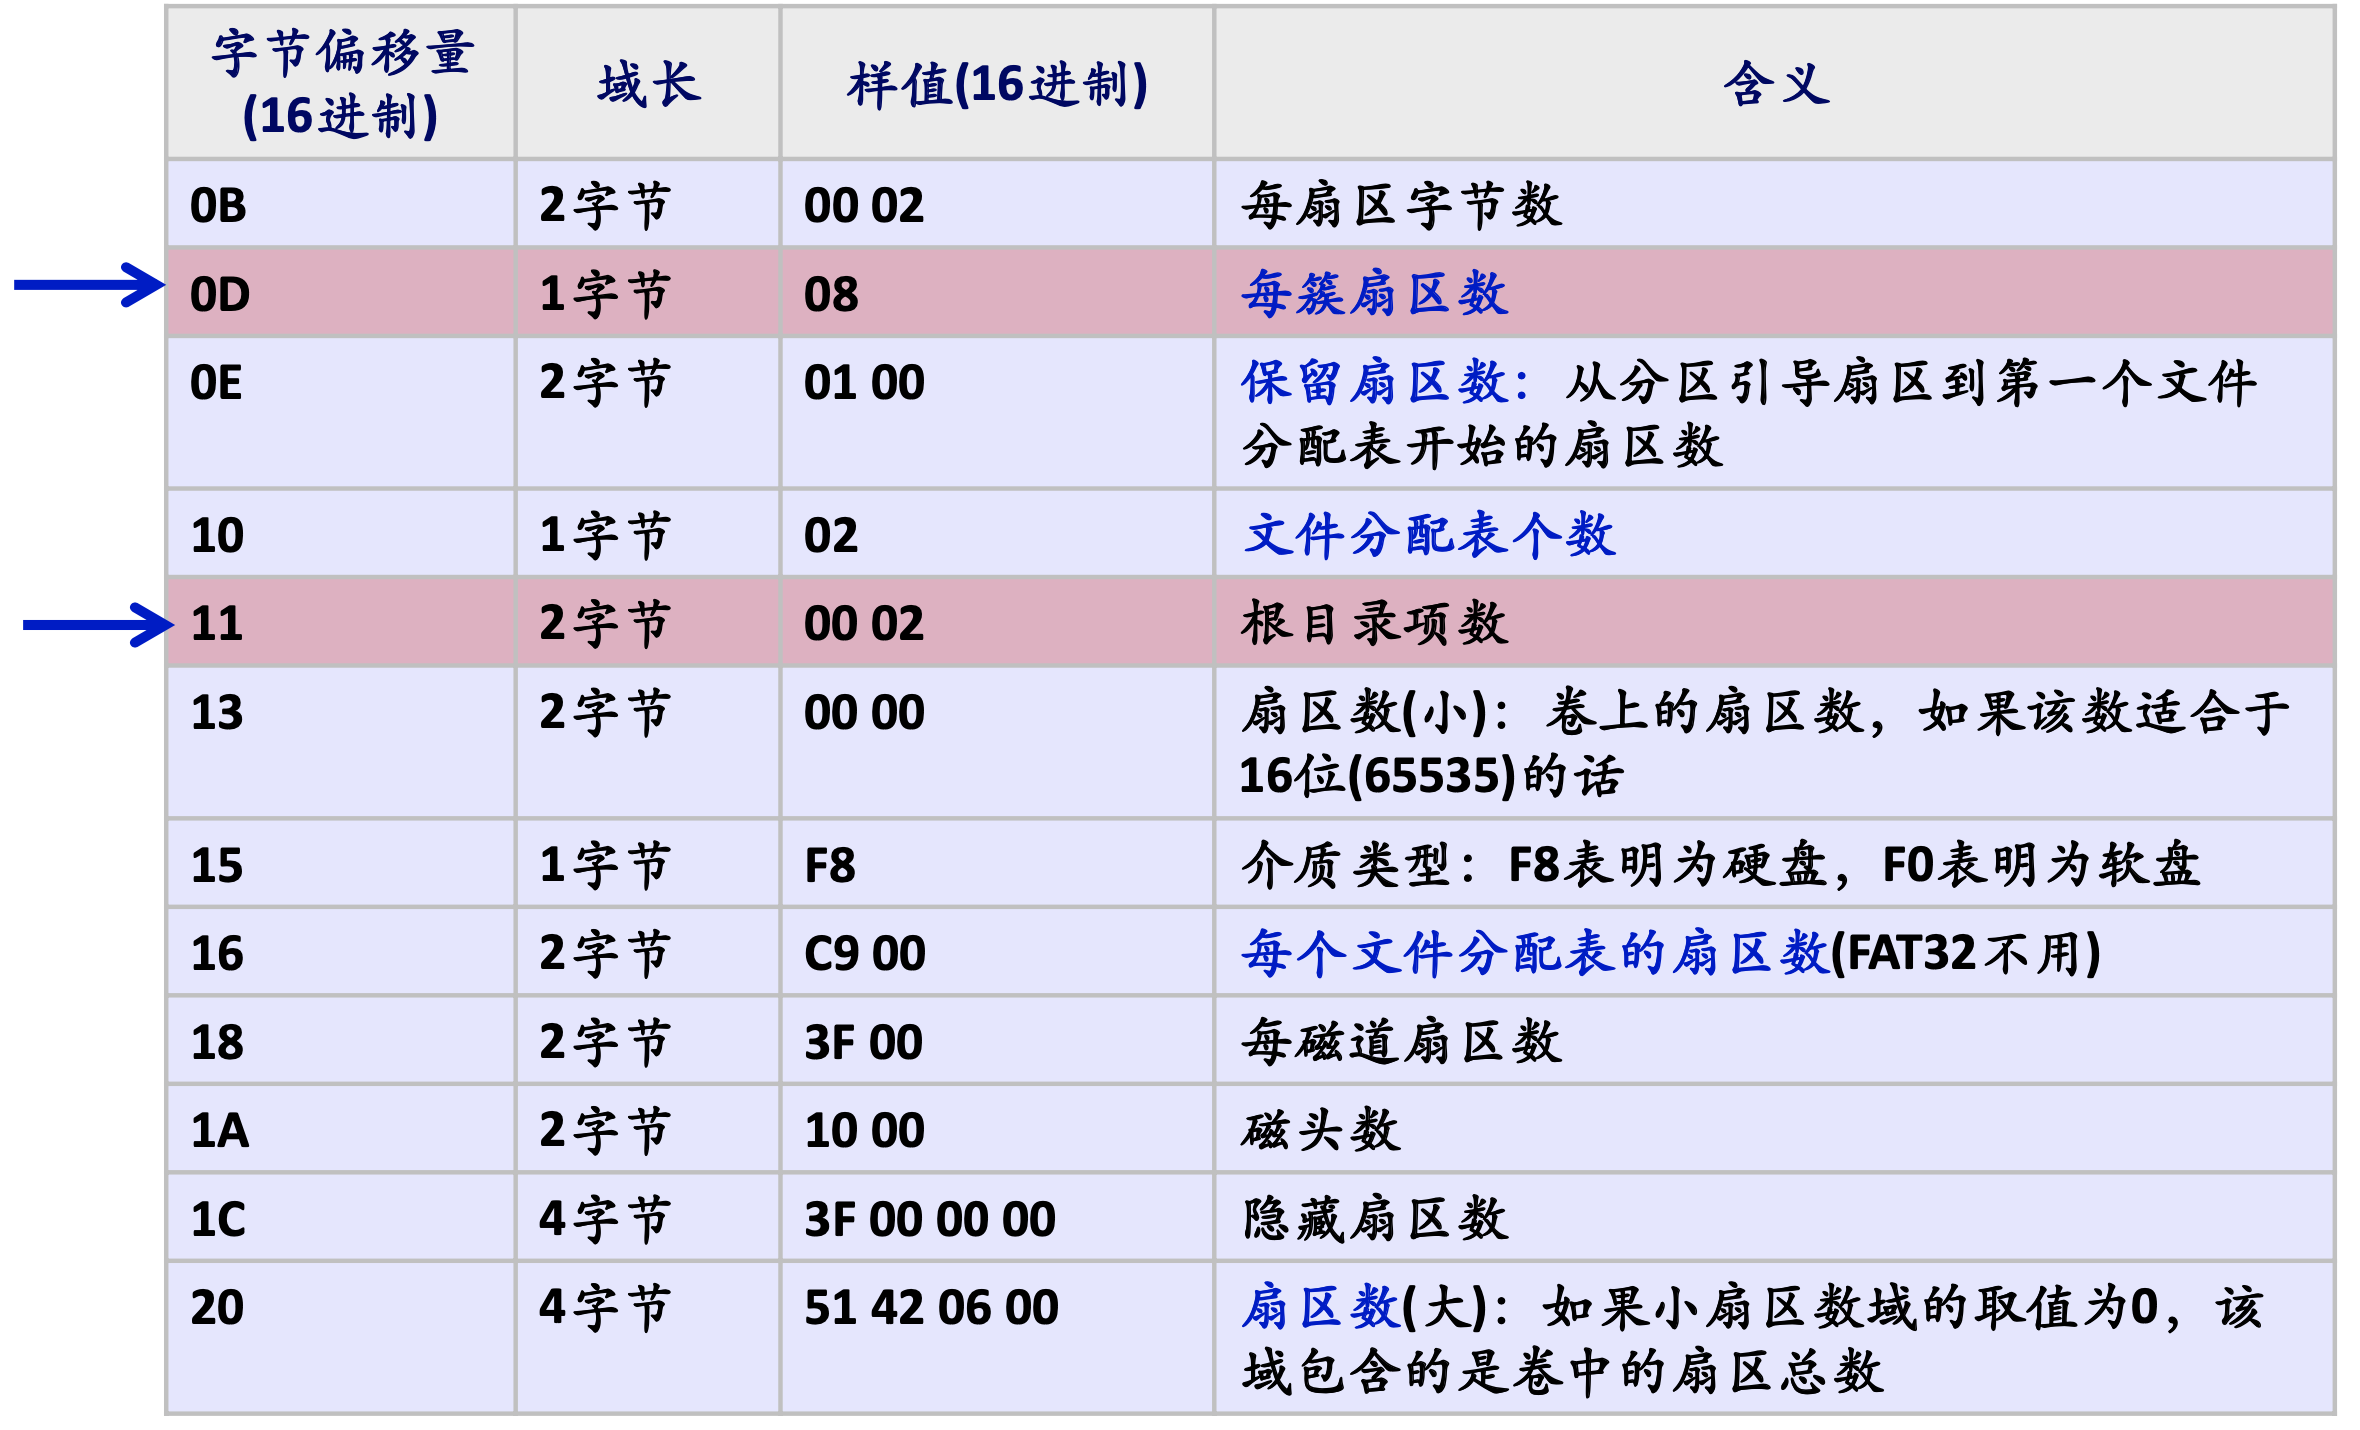 字节偏移量
(16进制)
域长
样值(16进制)
含义
0B 2字节 00 02 每扇区字节数
0D 1字节 08 每簇扇区数
0E 2字节 01 00 保留扇区数：从分区引导扇区到第一个文件
分配表开始的扇区数
10 1字节 02 文件分配表个数
11 2字节 00 02 根目录项数
13 2字节 00 00 扇区数(小)：卷上的扇区数，如果该数适合于
16位(65535)的话
15 1字节 F8 介质类型：F8表明为硬盘，F0表明为软盘
16 2字节 C9 00 每个文件分配表的扇区数(FAT32不用)
18 2字节 3F 00 每磁道扇区数
1A 2字节 10 00 磁头数
1C 4字节 3F 00 00 00 隐藏扇区数
20 4字节 51 42 06 00 扇区数(大)：如果小扇区数域的取值为0，该
域包含的是卷中的扇区总数